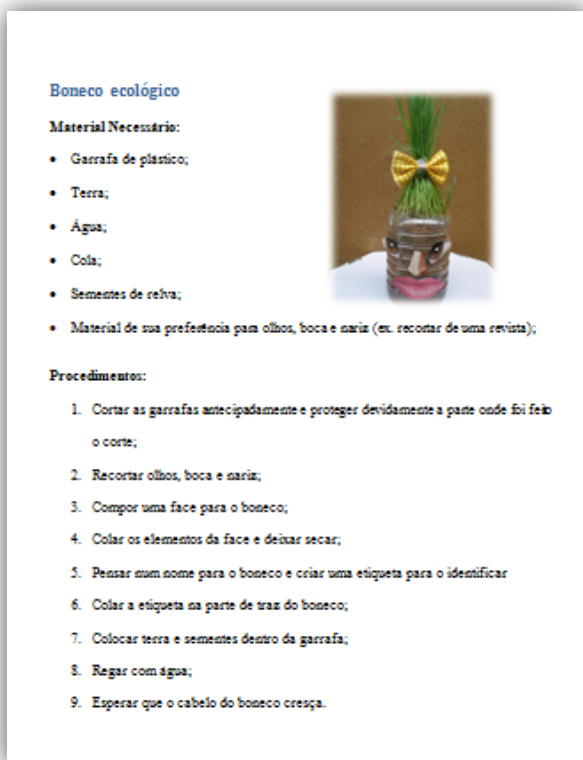 Boneco ecológico
Material Necessário:
• Garrafa de plástico;
• Terra;
• Água;
• Cola;
• Sementes de relva;
• Material de sua preferência para olhos, boca e nariz (ex. recortar de uma revista);
Procedimentos:
1. Cortar as garrafas antecipadamente e proteger devidamente a parte onde foi feito
o corte;
2. Recortar olhos, boca e nariz;
3. Compor uma face para o boneco;
4. Colar os elementos da face e deixar secar;
5. Pensar num nome para o boneco e criar uma etiqueta para o identificar
6. Colar a etiqueta na parte de traz do boneco;
7. Colocar terra e sementes dentro da garrafa;
8. Regar com água;
9. Esperar que o cabelo do boneco cresça.